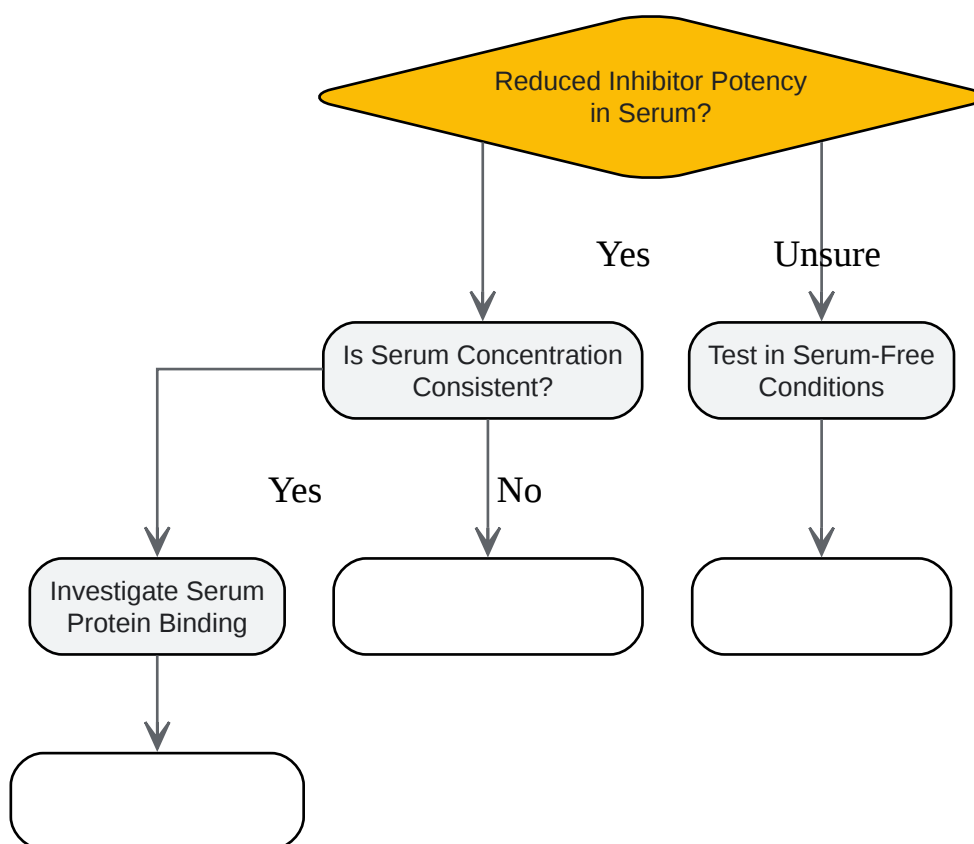 Reduced Inhibitor Potency
in Serum?
Yes
Unsure
Is Serum Concentration
Consistent?
Test in Serum-Free
Conditions
Yes
No
Investigate Serum
Protein Binding